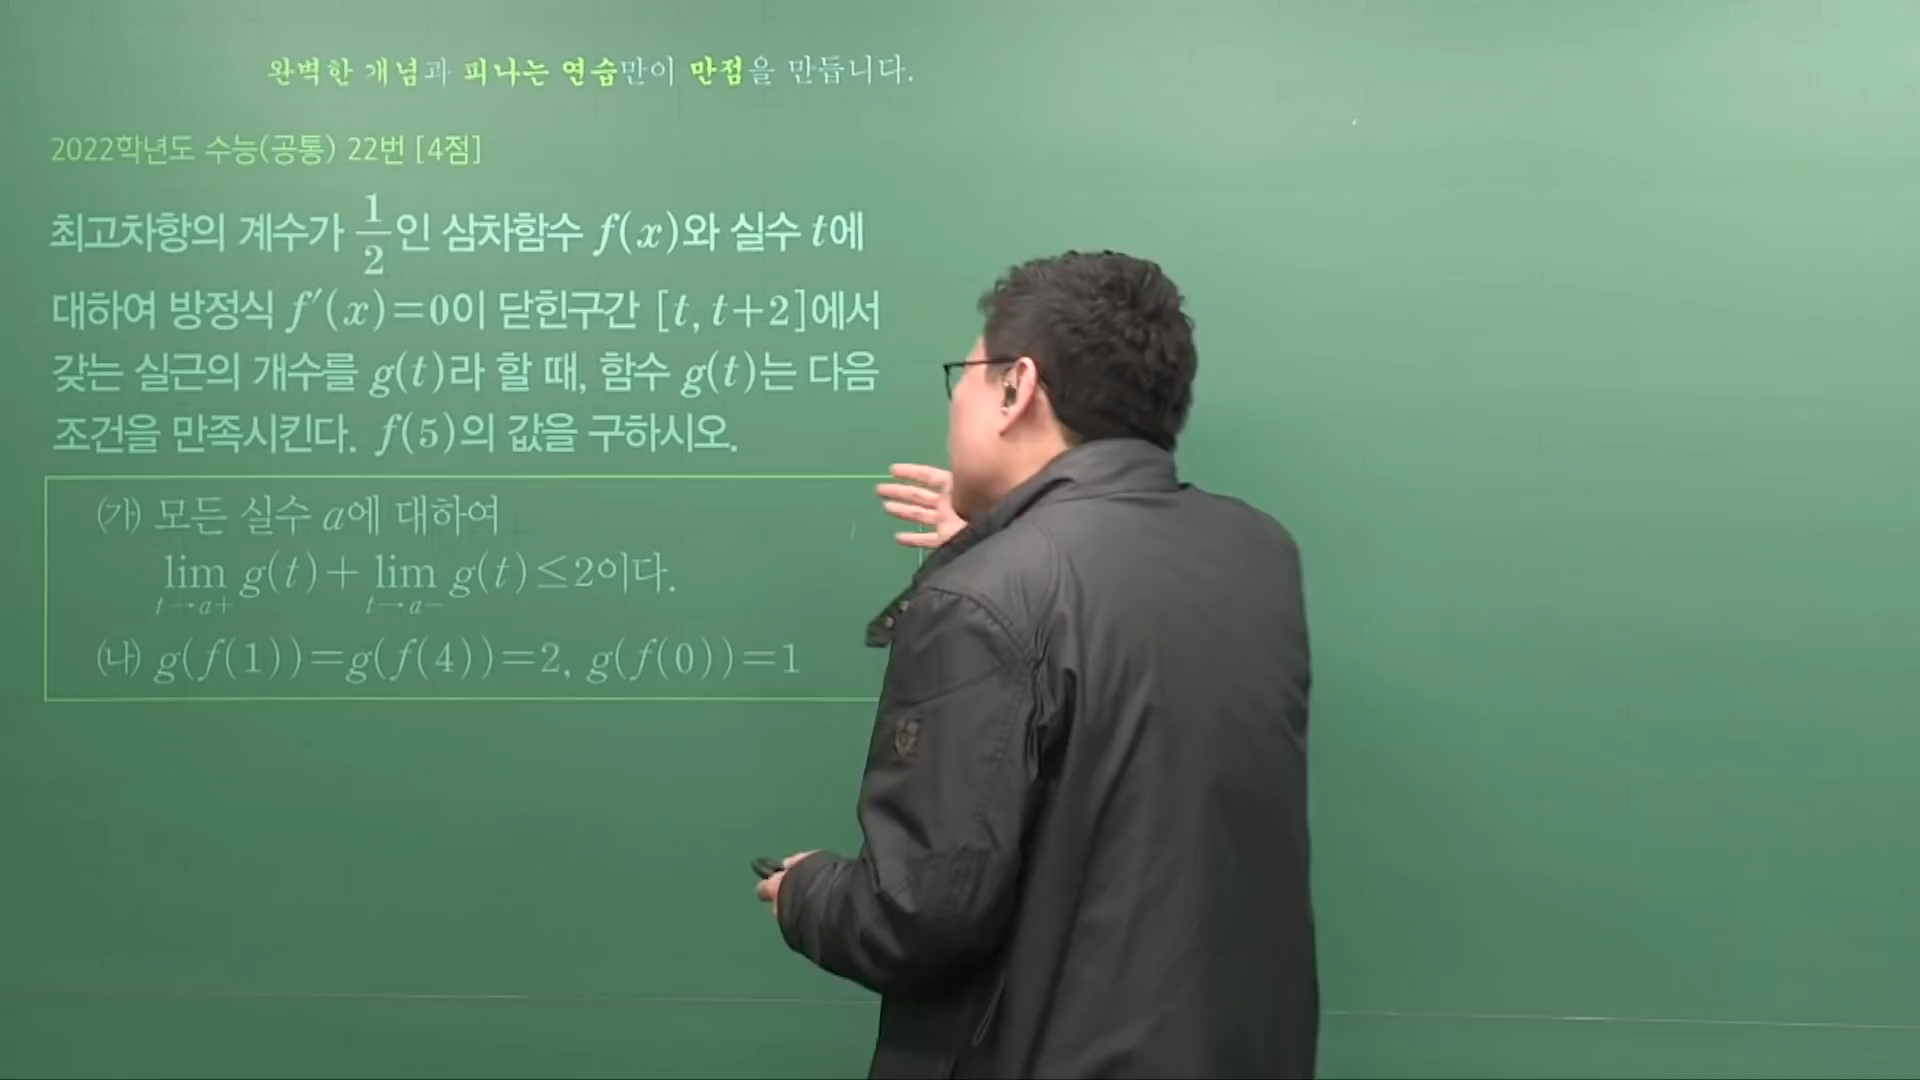 완벽한 개념과 피나는 연습만이 만점을 만듭니다.
2022학년도 수능(공통) 22번 [4점]
최고차항의 계수가 1/2인 삼차함수 f(x)와 실수 t에
대하여 방정식 f′(x)=0이 닫힌구간 [t, t+2]에서
갖는 실근의 개수를 g(t)라 할 때, 함수 g(t)는 다음
조건을 만족시킨다. f(5)의 값을 구하시오.
㈎ 모든 실수 a에 대하여
lim_{t→a+} g(t)+lim_{t→a−} g(t)≤2이다.
㈏ g(f(1))=g(f(4))=2, g(f(0))=1